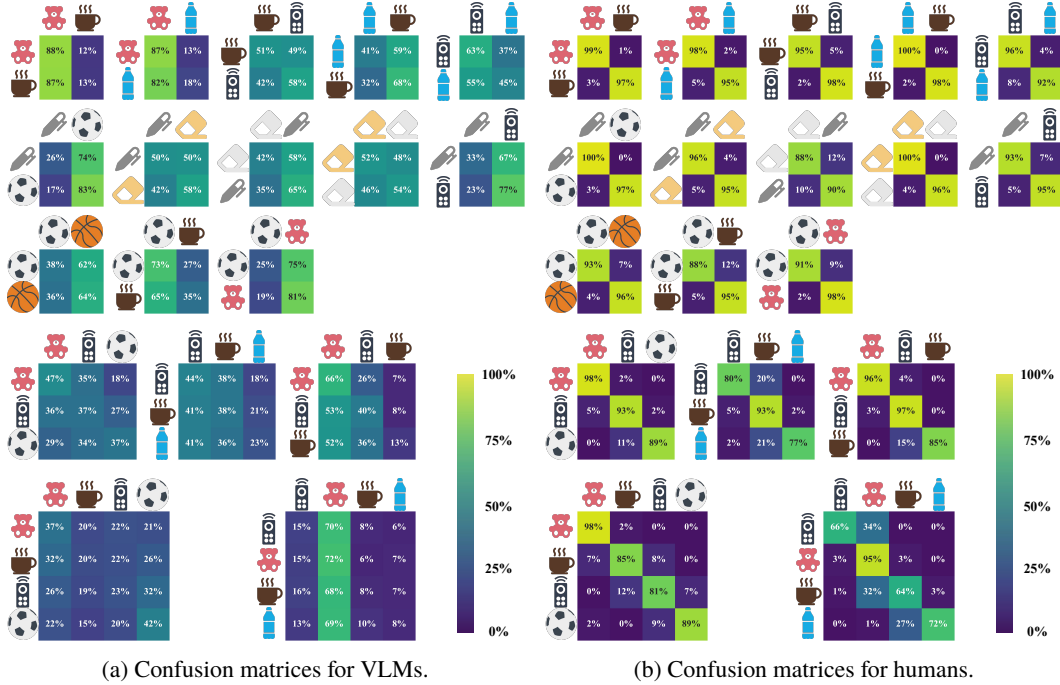 88% 12% 87% 13% 51% 49% 41% 59% 63% 37% 99% 1% 98% 2% 95% 5% 100% 0% 96% 4%
87% 13% 82% 18% 42% 58% 32% 68% 55% 45% 3% 97% 5% 95% 2% 98% 2% 98% 8% 92%
26% 74% 50% 50% 42% 58% 52% 48% 33% 67% 100% 0% 96% 4% 88% 12% 100% 0% 93% 7%
17% 83% 42% 58% 35% 65% 46% 54% 23% 77% 3% 97% 5% 95% 10% 90% 4% 96% 5% 95%
38% 62% 73% 27% 25% 75% 93% 7% 88% 12% 91% 9%
36% 64% 65% 35% 19% 81% 4% 96% 5% 95% 2% 98%
100% 100%
47% 35% 18% 44% 38% 18% 66% 26% 7% 98% 2% 0% 80% 20% 0% 96% 4% 0%
36% 37% 27% 41% 38% 21% 53% 40% 8% 5% 93% 2% 5% 93% 2% 3% 97% 0%
75% 75%
29% 34% 37% 41% 36% 23% 52% 36% 13% 0% 11% 89% 2% 21% 77% 0% 15% 85%
50% 50%
37% 20% 22% 21% 15% 70% 8% 6% 98% 2% 0% 0% 66% 34% 0% 0%
32% 20% 22% 26% 15% 72% 6% 7% 7% 85% 8% 0% 3% 95% 3% 0%
25% 25%
26% 19% 23% 32% 16% 68% 8% 7% 0% 12% 81% 7% 1% 32% 64% 3%
22% 15% 20% 42% 13% 69% 10% 8% 2% 0% 9% 89% 0% 1% 27% 72%
0% 0%
(a) Confusion matrices for VLMs. (b) Confusion matrices for humans.